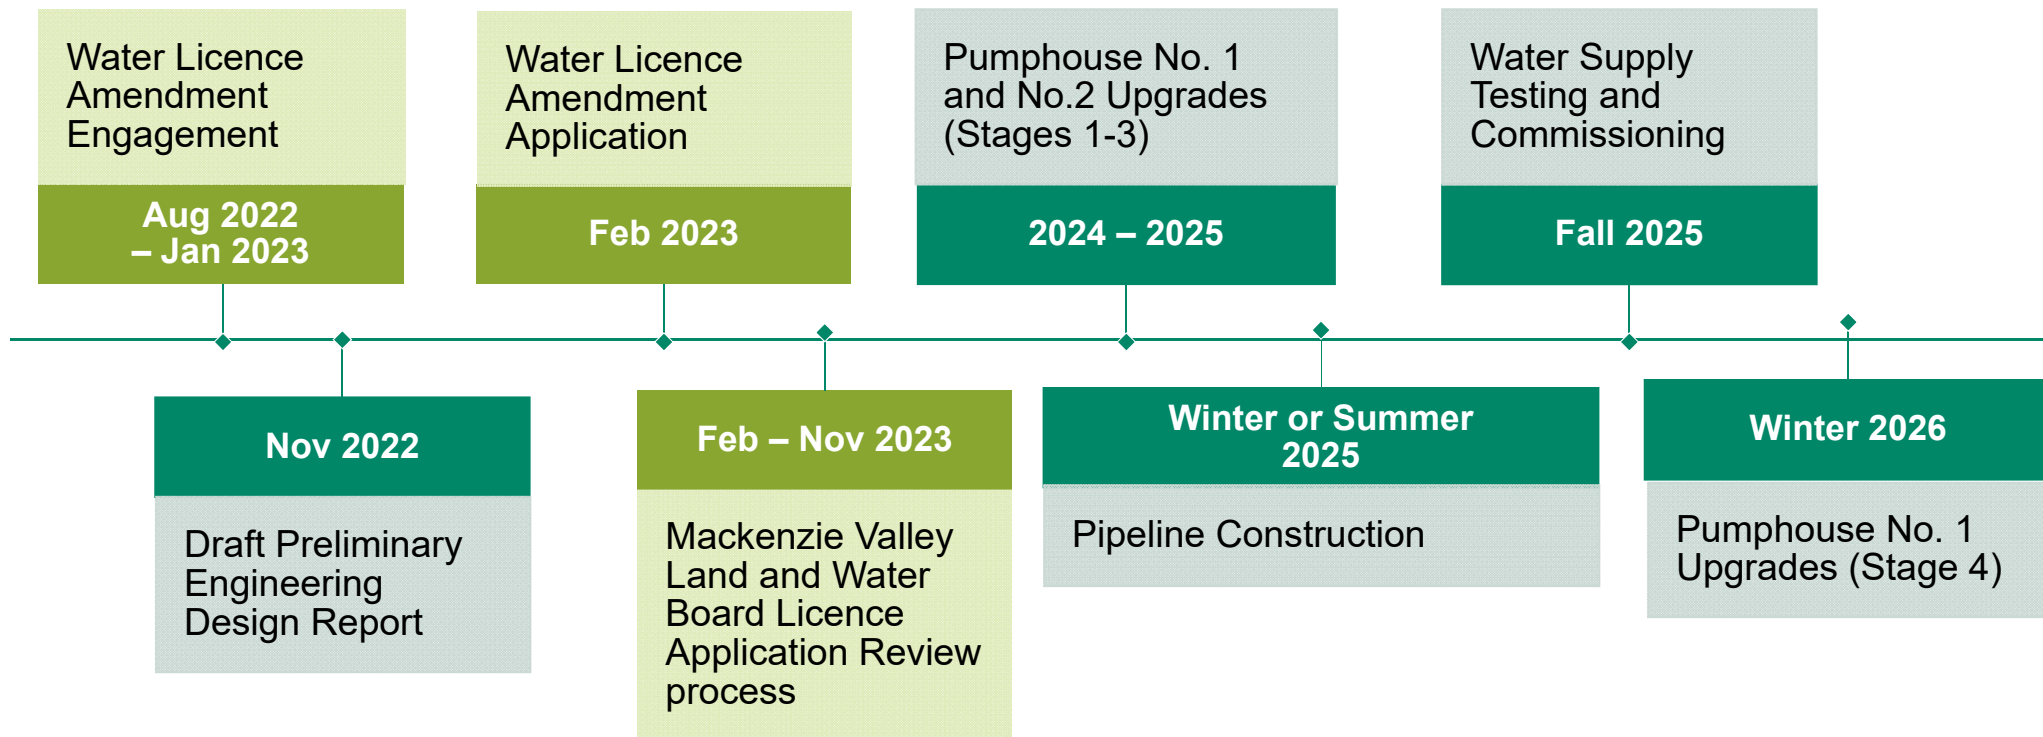 Water Licence
Amendment
Engagement
Aug 2022
– Jan 2023
Nov 2022
Draft Preliminary
Engineering
Design Report
Water Licence
Amendment
Application
Feb 2023
Feb – Nov 2023
Mackenzie Valley
Land and Water
Board Licence
Application Review
process
Pumphouse No. 1
and No.2 Upgrades
(Stages 1-3)
2024 – 2025
Winter or Summer
2025
Pipeline Construction
Water Supply
Testing and
Commissioning
Fall 2025
Winter 2026
Pumphouse No. 1
Upgrades (Stage 4)